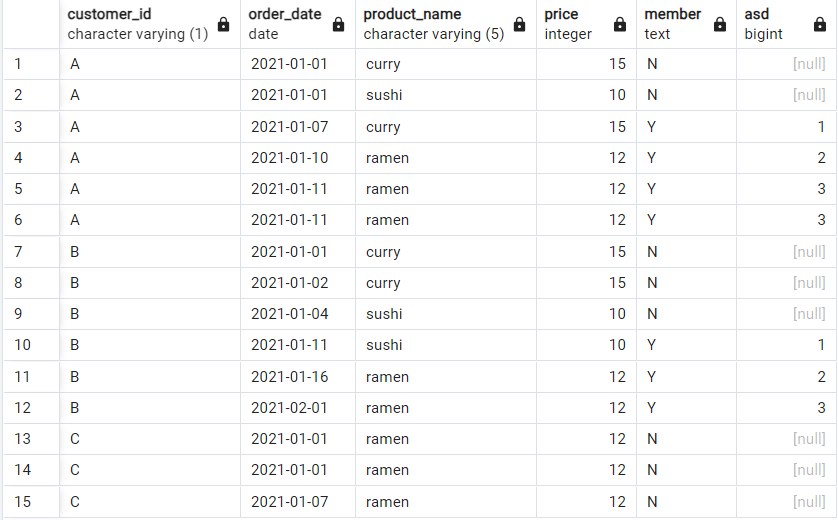 customer_id order_date product_name price member asd
character varying (1) date character varying (5) integer text bigint
1 A 2021-01-01 curry 15 N [null]
2 A 2021-01-01 sushi 10 N [null]
3 A 2021-01-07 curry 15 Y 1
4 A 2021-01-10 ramen 12 Y 2
5 A 2021-01-11 ramen 12 Y 3
6 A 2021-01-11 ramen 12 Y 3
7 B 2021-01-01 curry 15 N [null]
8 B 2021-01-02 curry 15 N [null]
9 B 2021-01-04 sushi 10 N [null]
10 B 2021-01-11 sushi 10 Y 1
11 B 2021-01-16 ramen 12 Y 2
12 B 2021-02-01 ramen 12 Y 3
13 C 2021-01-01 ramen 12 N [null]
14 C 2021-01-01 ramen 12 N [null]
15 C 2021-01-07 ramen 12 N [null]